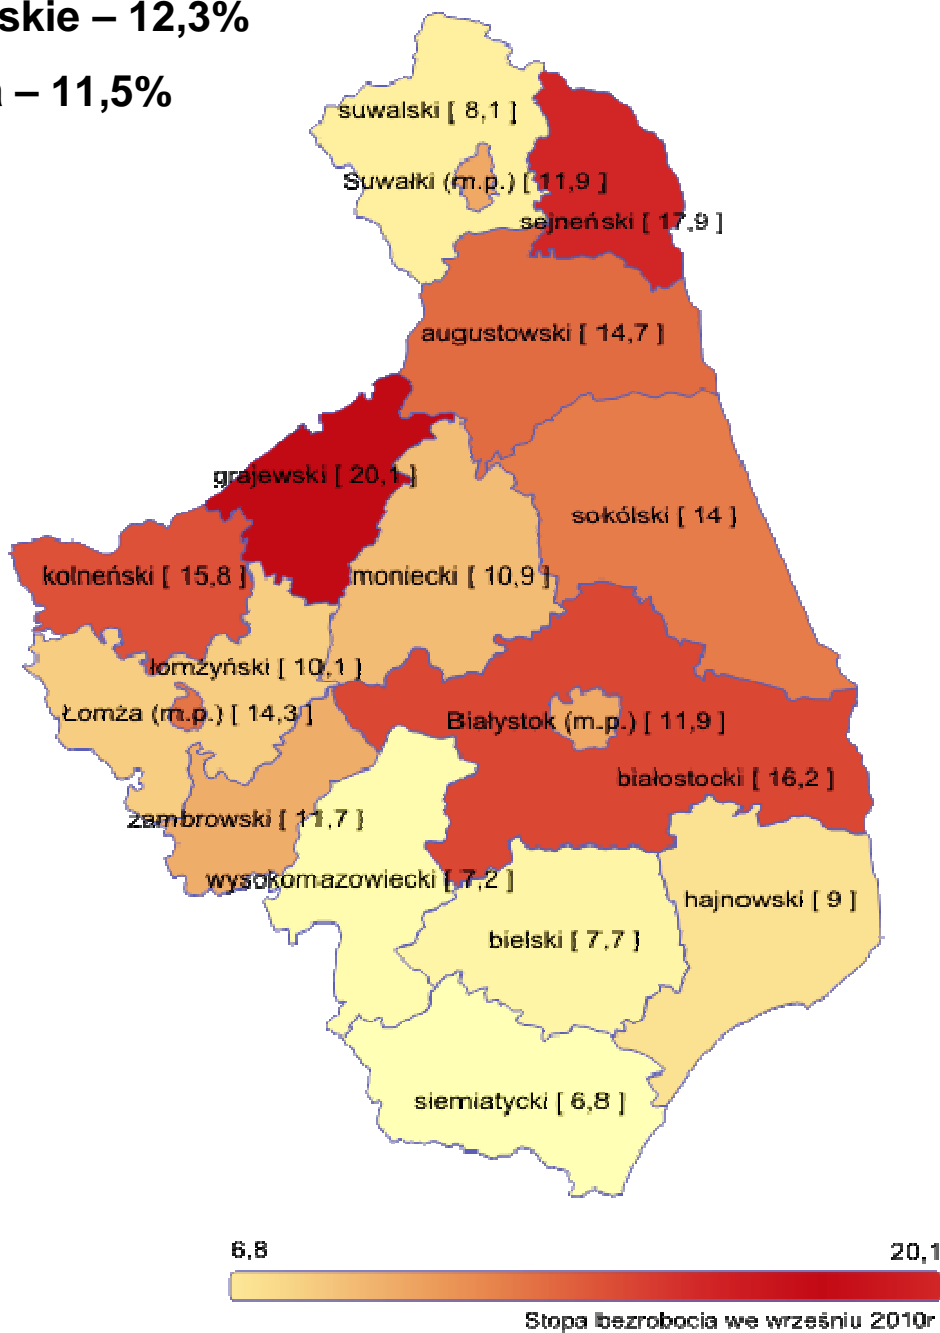 skie – 12,3%
a – 11,5%
suwalski [ 8,1 ]
Suwałki (m.p.) [ 11,9 ]
sejneński [ 17,9 ]
augustowski [ 14,7 ]
grajewski [ 20,1 ]
sokólski [ 14 ]
kolneński [ 15,8 ]
moniecki [ 10,9 ]
łomżyński [ 10,1 ]
Łomża (m.p.) [ 14,3 ]
Białystok (m.p.) [ 11,9 ]
białostocki [ 16,2 ]
zambrowski [ 11,7 ]
wysokomazowiecki [ 7,2 ]
hajnowski [ 9 ]
bielski [ 7,7 ]
siemiatycki [ 6,8 ]
6,8 20,1
Stopa bezrobocia we wrześniu 2010r